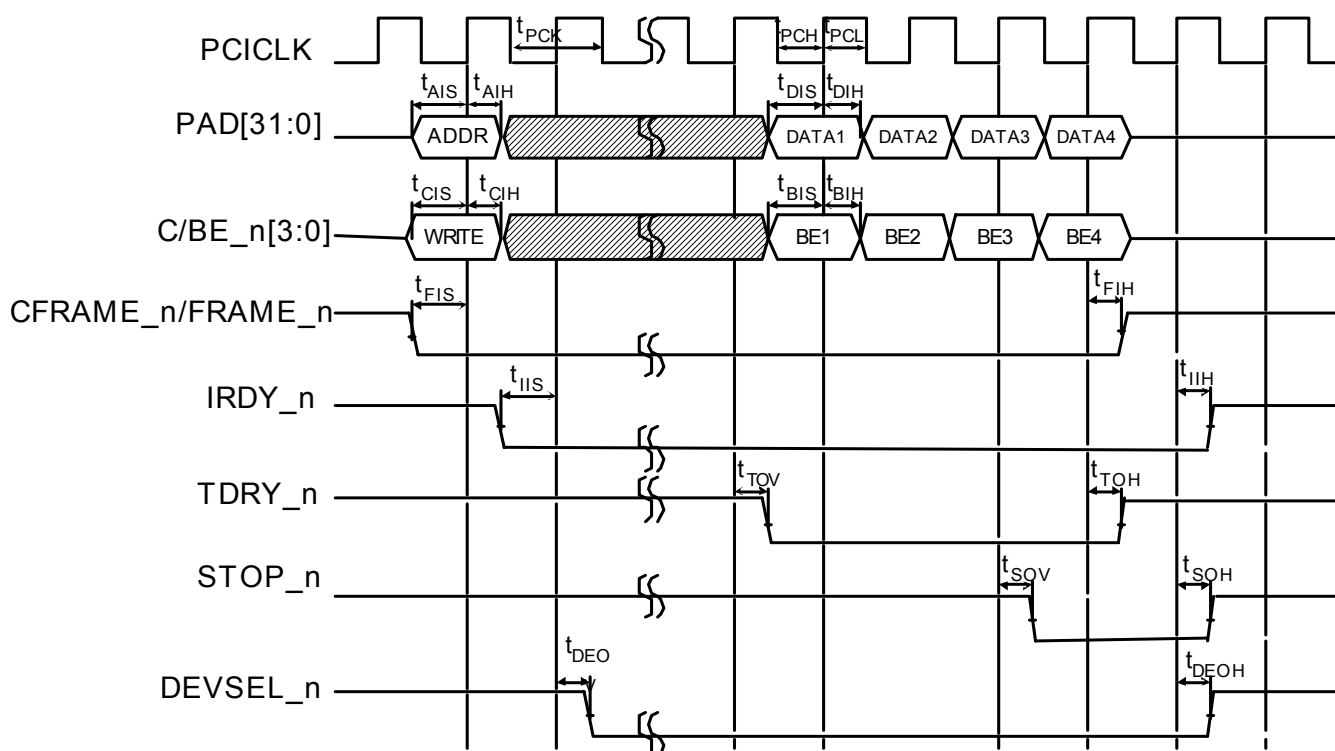 PCICLK
tPCK
tPCH
tPCL
PAD[31:0]
tAIS
tAIH
tDIS
tDIH
ADDR
DATA1
DATA2
DATA3
DATA4
C/BE_n[3:0]
tCIS
tCIH
tBIS
tBIH
WRITE
BE1
BE2
BE3
BE4
CFRAME_n/FRAME_n
tFIS
tFIH
IRDY_n
tIIS
tIIH
TDRY_n
tTOV
tTOH
STOP_n
tSOV
tSOH
DEVSEL_n
tDEOV
tDEOH